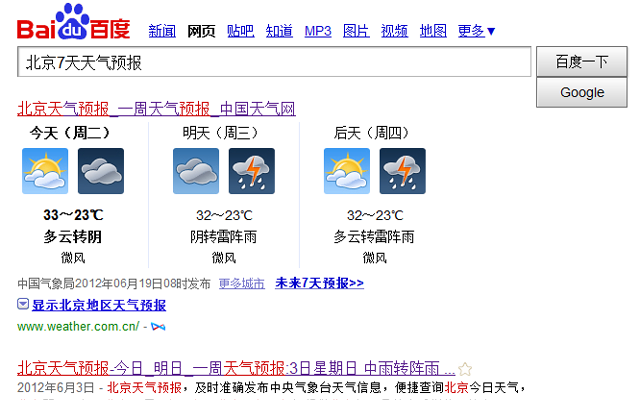 Bai du 百度 新闻 网页 贴吧 知道 MP3 图片 视频 地图 更多▼
北京7天天气预报 百度一下
Google
北京天气预报_一周天气预报_中国天气网
今天（周二） 明天（周三） 后天（周四）
33～23℃ 32～23℃ 32～23℃
多云转阴 阴转雷阵雨 多云转雷阵雨
微风 微风 微风
中国气象局2012年06月19日08时发布 更多城市 未来7天预报>>
显示北京地区天气预报
www.weather.com.cn/ -
北京天气预报-今日_明日_一周天气预报:3日星期日 中雨转阵雨 ...
2012年6月3日 - 北京天气预报，及时准确发布中央气象台天气信息，便捷查询北京今日天气，